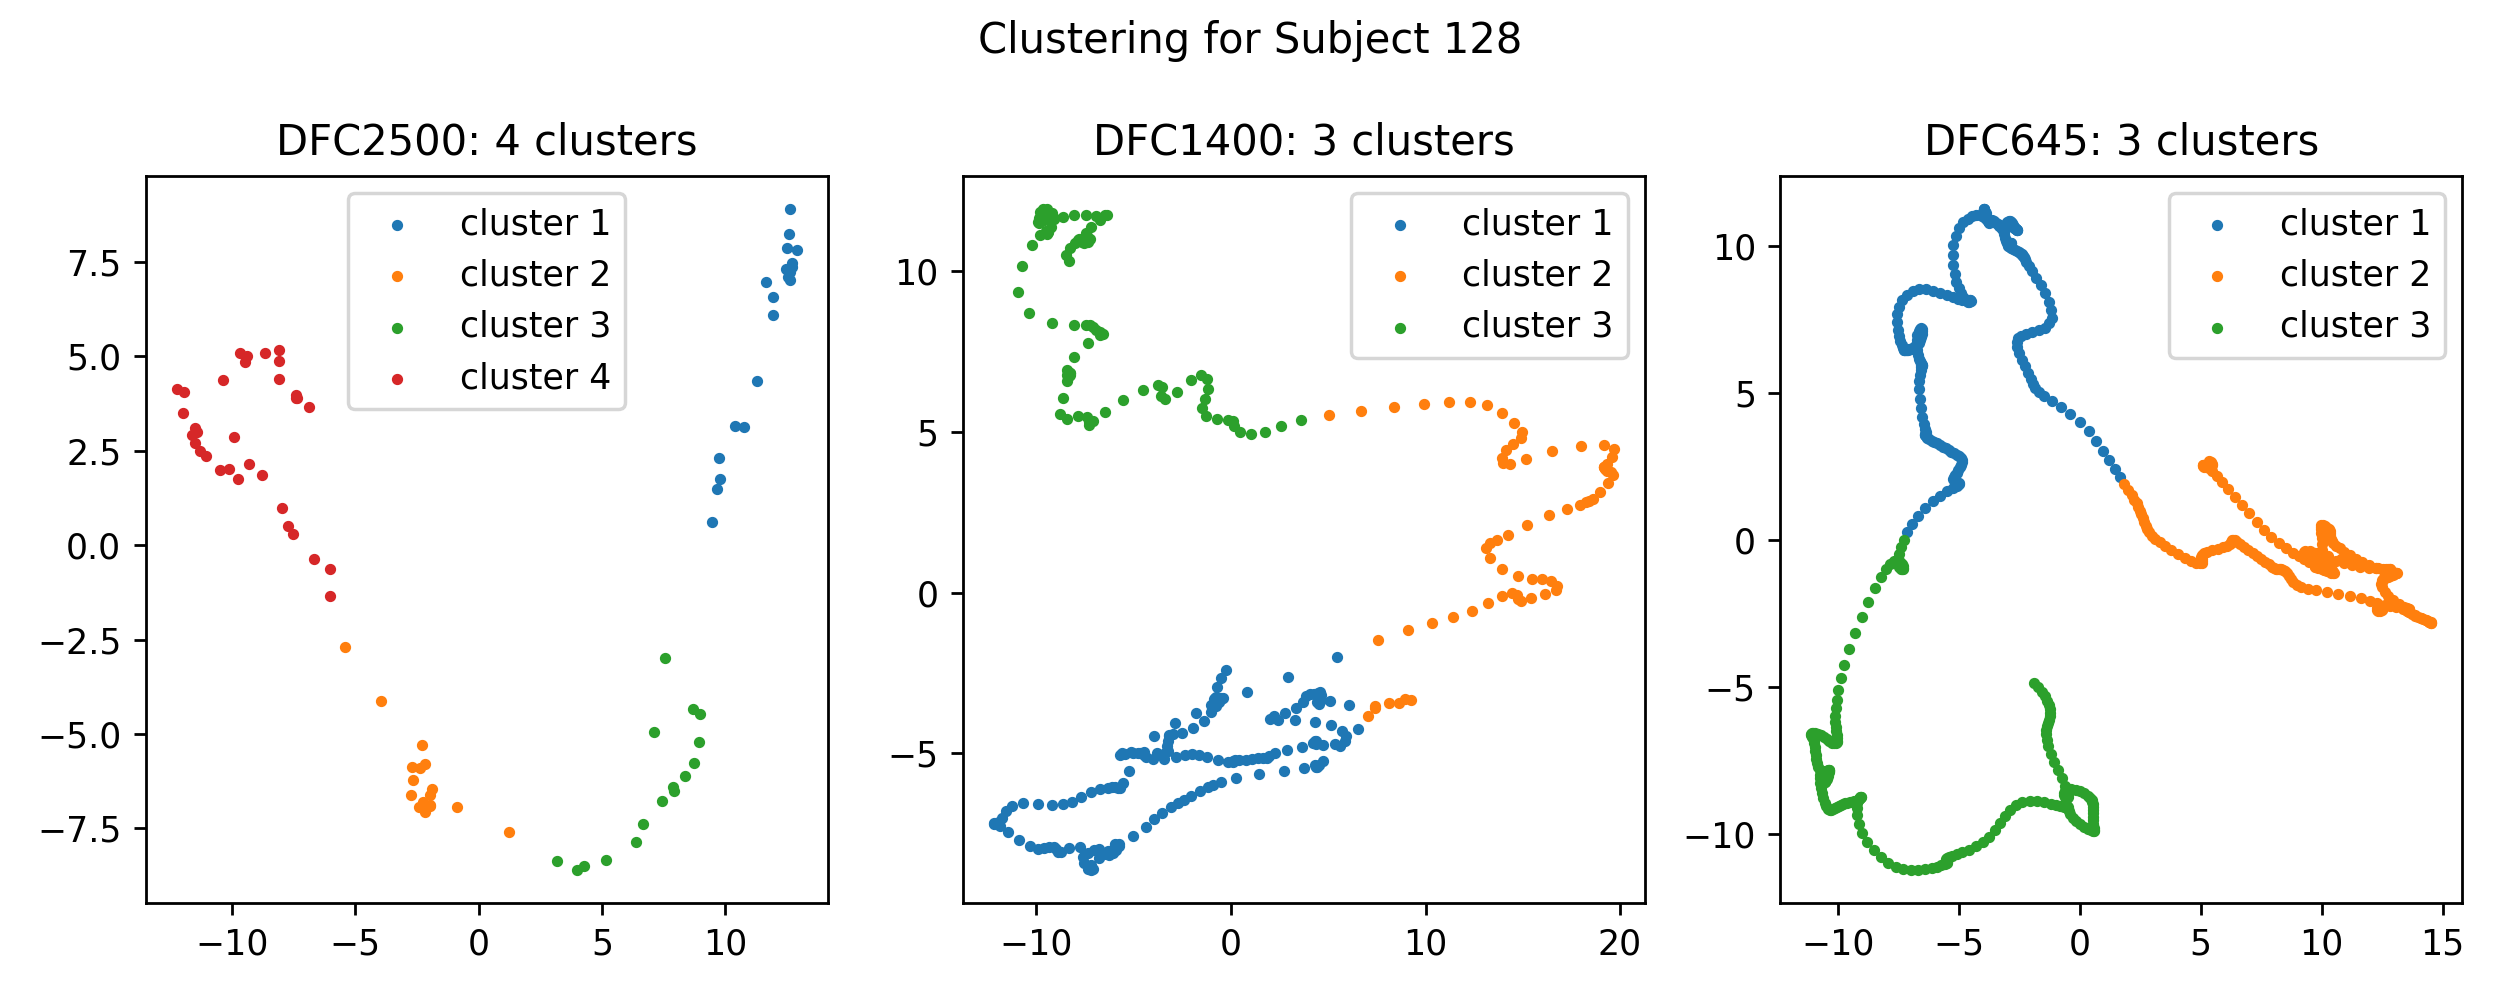 Clustering for Subject 128
DFC2500: 4 clusters
cluster 1
cluster 2
cluster 3
cluster 4
7.5
5.0
2.5
0.0
−2.5
−5.0
−7.5
−10
−5
0
5
10
DFC1400: 3 clusters
cluster 1
cluster 2
cluster 3
10
5
0
−5
−10
0
10
20
DFC645: 3 clusters
cluster 1
cluster 2
cluster 3
10
5
0
−5
−10
−10
−5
0
5
10
15